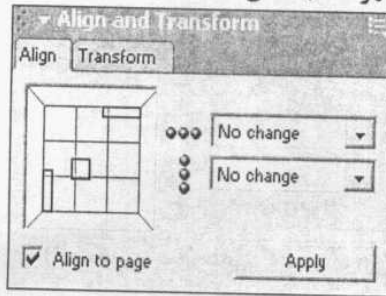 Align and Transform
Align Transform
No change
No change
Align to page
Apply